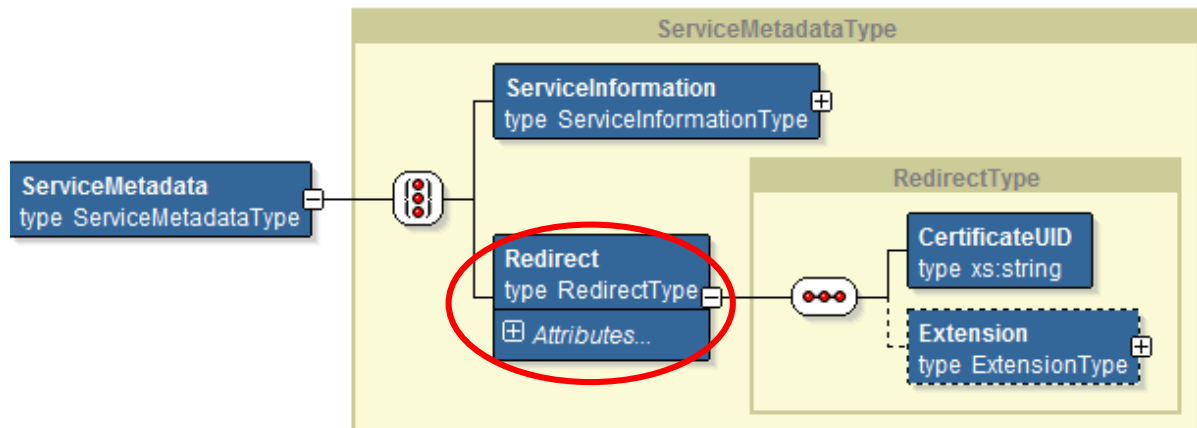 ServiceMetadataType
ServiceInformation
type ServiceInformationType
ServiceMetadata
type ServiceMetadataType
RedirectType
Redirect
type RedirectType
Attributes...
CertificateUID
type xs:string
Extension
type ExtensionType